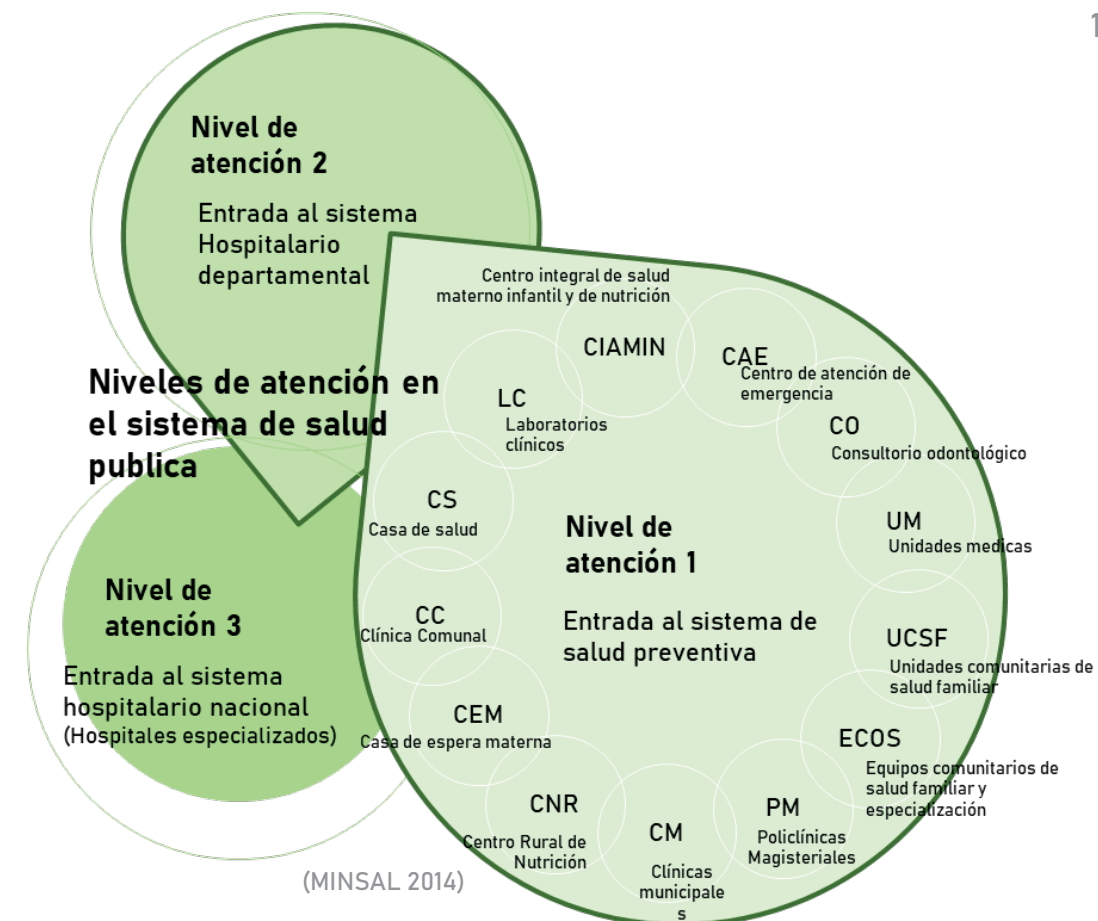 1
Nivel de
atención 2
Entrada al sistema
Hospitalario
departamental
Niveles de atención en
el sistema de salud
publica
Nivel de
atención 3
Entrada al sistema
hospitalario nacional
(Hospitales especializados)
Nivel de
atención 1
Entrada al sistema de
salud preventiva
Centro integral de salud
materno infantil y de nutrición
CIAMIN
CAE
Centro de atención de
emergencia
CO
Consultorio odontológico
UM
Unidades medicas
UCSF
Unidades comunitarias de
salud familiar
ECOS
Equipos comunitarios de
salud familiar y
especialización
PM
Policlínicas
Magisteriales
CM
Clínicas
municipale
s
CNR
Centro Rural de
Nutrición
CEM
Casa de espera materna
CC
Clínica Comunal
CS
Casa de salud
LC
Laboratorios
clínicos
(MINSAL 2014)